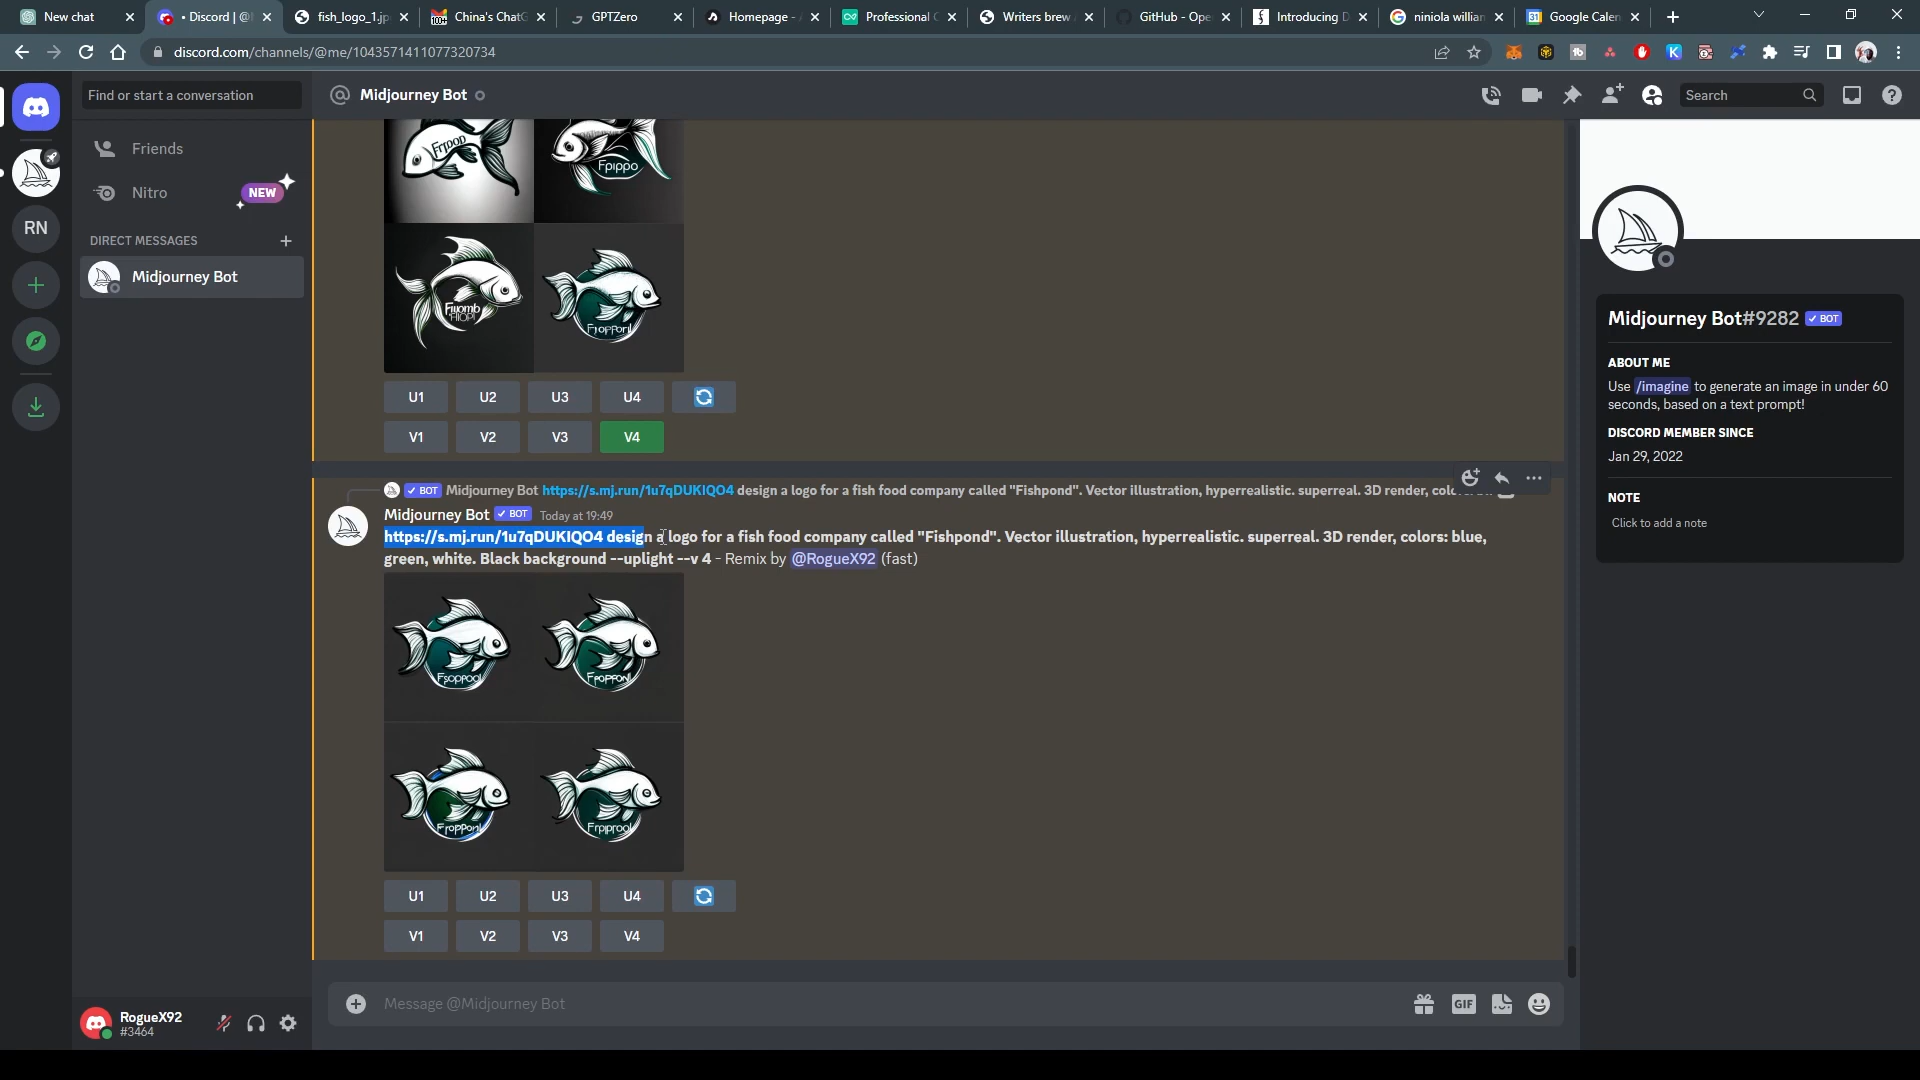 New chat
Discord | @
fish_logo_1.jp
China's ChatG
GPTZero
Homepage -
Professional C
Writers brew
GitHub - Ope
Introducing D
niniola willian
Google Calen
discord.com/channels/@me/1043571411077320734
Find or start a conversation
Midjourney Bot
Search
Friends
Nitro
NEW
RN
DIRECT MESSAGES
Midjourney Bot
Frpood
Fpippo
Fjopporil
U1 U2 U3 U4
V1 V2 V3 V4
BOT Midjourney Bot https://s.mj.run/1u7qDUKIQO4 design a logo for a fish food company called "Fishpond". Vector illustration, hyperrealistic. superreal. 3D render,
Midjourney Bot BOT Today at 19:49
https://s.mj.run/1u7qDUKIQO4 design a logo for a fish food company called "Fishpond". Vector illustration, hyperrealistic. superreal. 3D render, colors: blue,
green, white. Black background --uplight --v 4 - Remix by @RogueX92 (fast)
Fsoppool
Fpopponl
Fropponl
Frpiprool
U1 U2 U3 U4
V1 V2 V3 V4
Message @Midjourney Bot
GIF
RogueX92
#3464
Midjourney Bot#9282 BOT
ABOUT ME
Use /imagine to generate an image in under 60
seconds, based on a text prompt!
DISCORD MEMBER SINCE
Jan 29, 2022
NOTE
Click to add a note